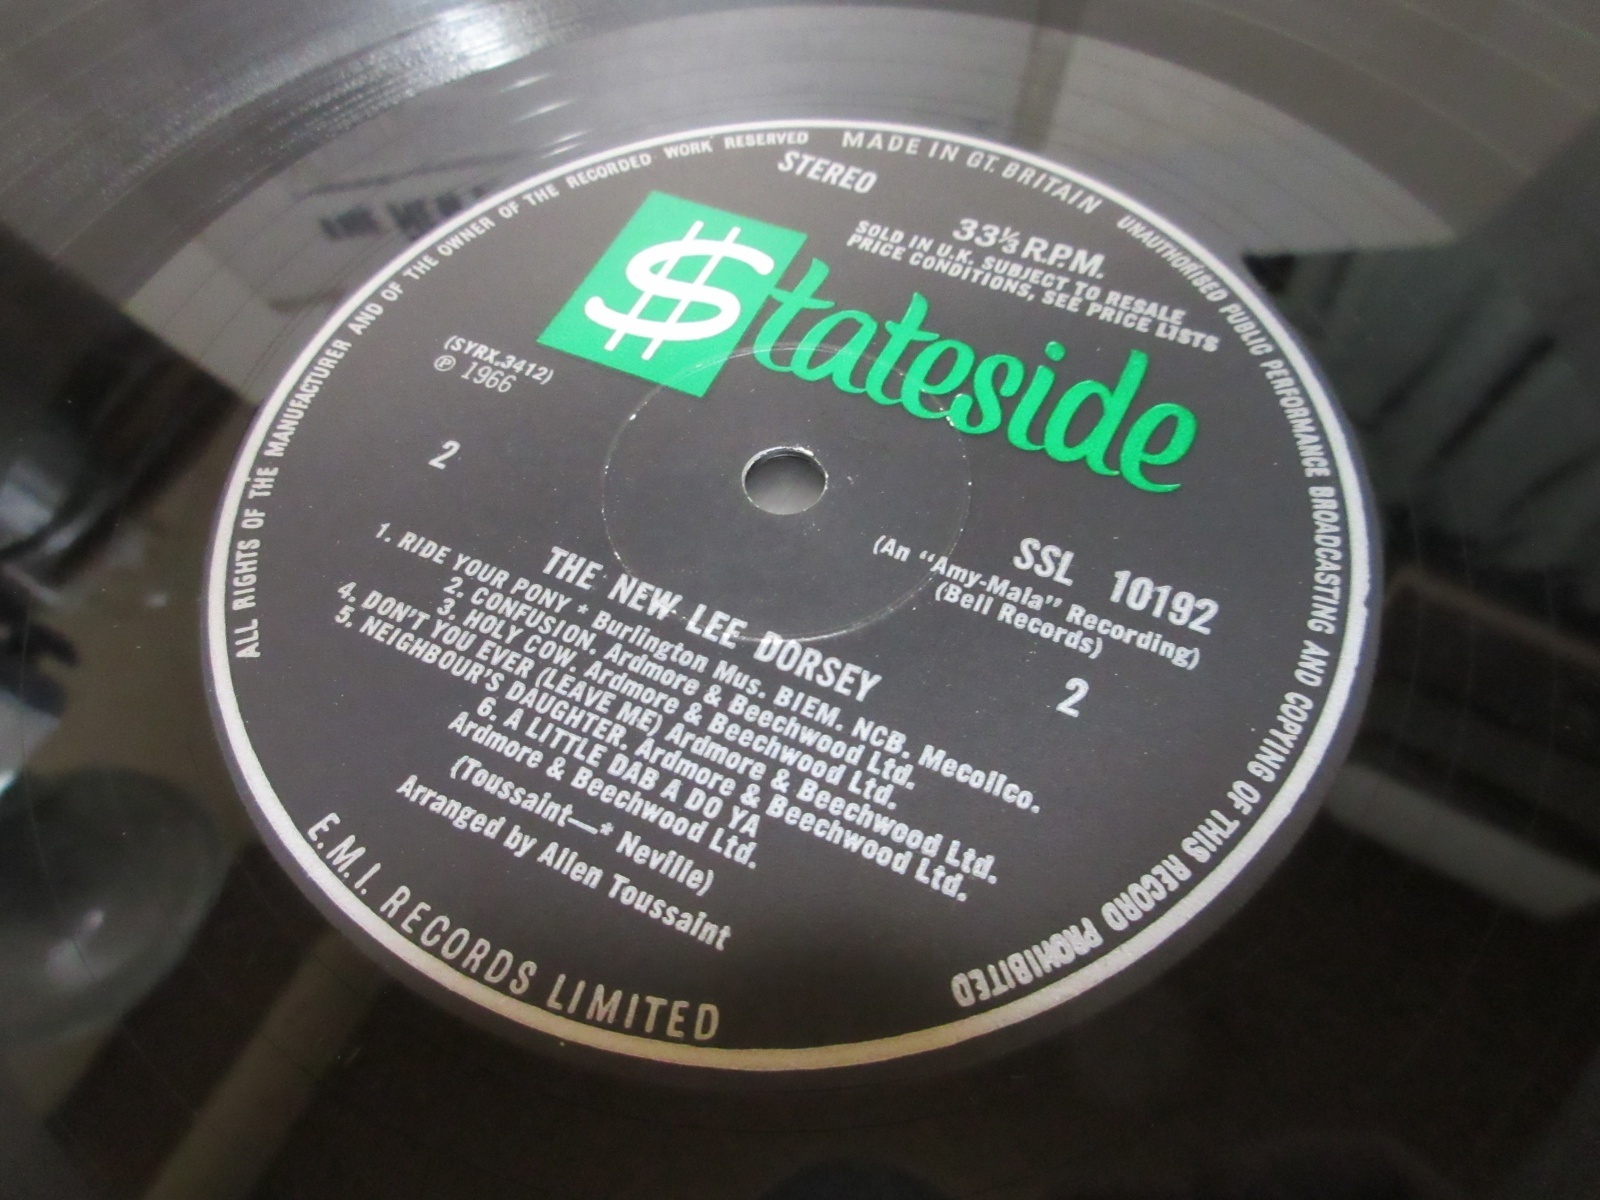 ALL RIGHTS OF THE MANUFACTURER AND OF THE OWNER OF THE RECORDED WORK RESERVED
MADE IN GT. BRITAIN
UNAUTHORISED PUBLIC PERFORMANCE BROADCASTING AND COPYING OF THIS RECORD PROHIBITED
STEREO
33⅓ R.P.M.
SOLD IN U.K. SUBJECT TO RESALE
PRICE CONDITIONS, SEE PRICE LISTS
$tateside
(SYRX.3412)
℗ 1966
2
SSL 10192
(An "Amy-Mala" Recording)
(Bell Records)
2
THE NEW LEE DORSEY
1. RIDE YOUR PONY * Burlington Mus. BIEM. NCB. Mecolico.
2. CONFUSION. Ardmore & Beechwood Ltd.
3. HOLY COW. Ardmore & Beechwood Ltd.
4. DON'T YOU EVER (LEAVE ME) Ardmore & Beechwood Ltd.
5. NEIGHBOUR'S DAUGHTER. Ardmore & Beechwood Ltd.
6. A LITTLE DAB A DO YA
Ardmore & Beechwood Ltd.
(Toussaint—* Neville)
Arranged by Allen Toussaint
E.M.I. RECORDS LIMITED